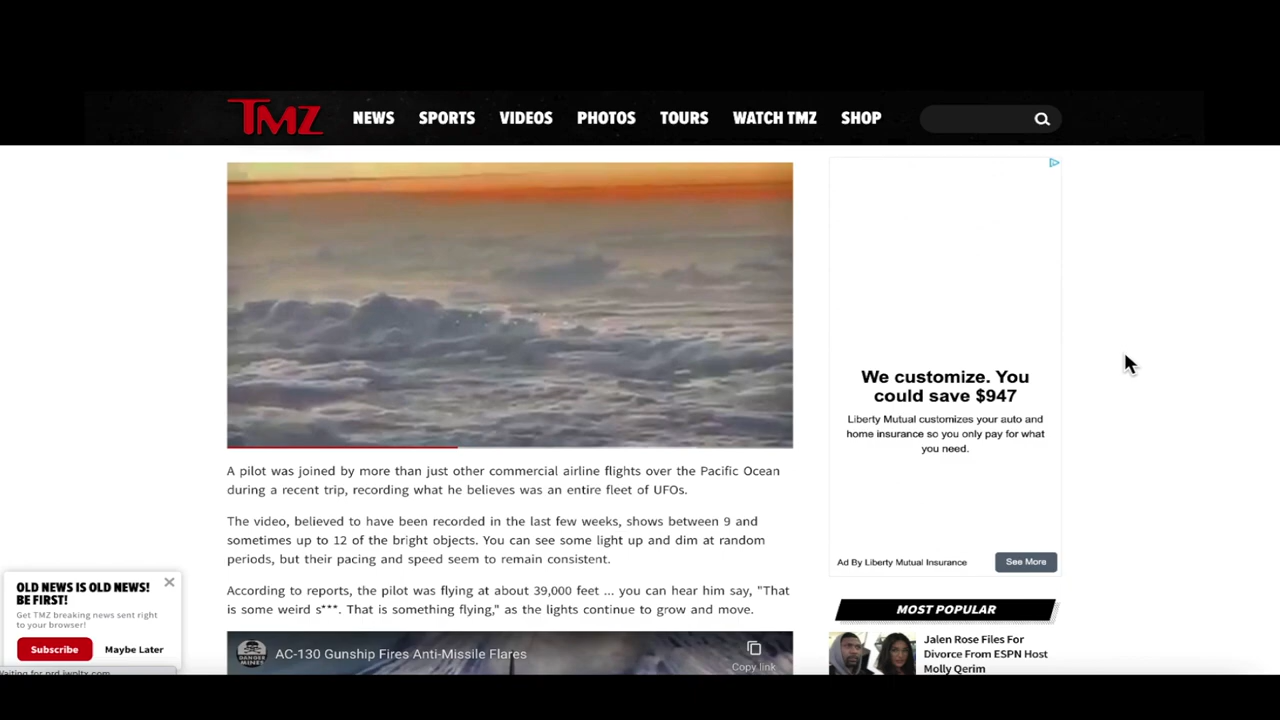 TMZ
NEWS SPORTS VIDEOS PHOTOS TOURS WATCH TMZ SHOP
A pilot was joined by more than just other commercial airline flights over the Pacific Ocean
during a recent trip, recording what he believes was an entire fleet of UFOs.
The video, believed to have been recorded in the last few weeks, shows between 9 and
sometimes up to 12 of the bright objects. You can see some light up and dim at random
periods, but their pacing and speed seem to remain consistent.
According to reports, the pilot was flying at about 39,000 feet ... you can hear him say, "That
is some weird s***. That is something flying," as the lights continue to grow and move.
AC-130 Gunship Fires Anti-Missile Flares
Copy link
We customize. You
could save $947
Liberty Mutual customizes your auto and
home insurance so you only pay for what
you need.
Ad By Liberty Mutual Insurance
See More
MOST POPULAR
Jalen Rose Files For
Divorce From ESPN Host
Molly Qerim
OLD NEWS IS OLD NEWS!
BE FIRST!
Get TMZ breaking news sent right
to your browser!
Subscribe Maybe Later